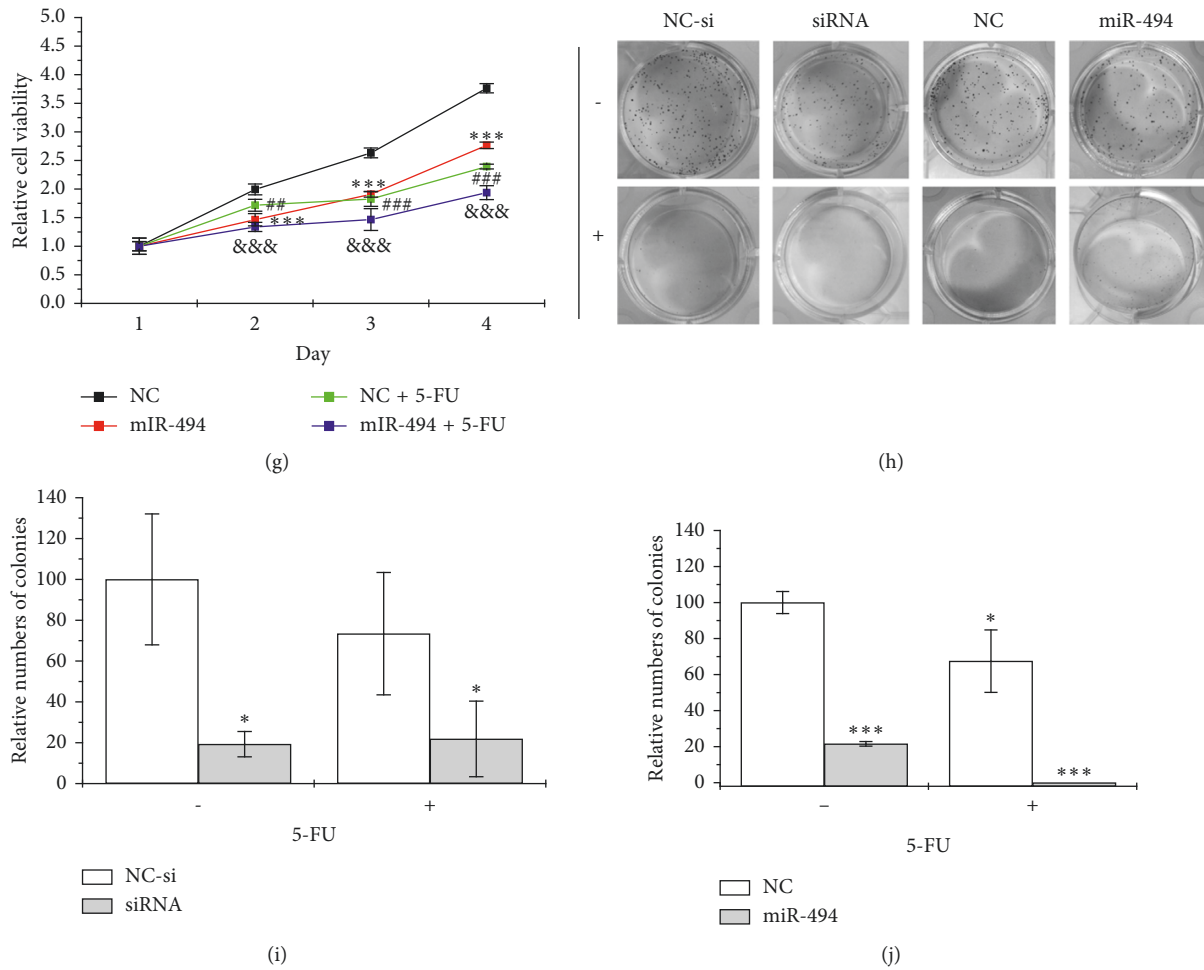 5.0
4.5
4.0
3.5
3.0
2.5
2.0
1.5
1.0
0.5
0.0
Relative cell viability
***
***
###
## 
###
***
&&&
&&&
&&&
1 2 3 4
Day
NC NC + 5-FU
mIR-494 mIR-494 + 5-FU
(g)
NC-si siRNA NC miR-494
-
+
(h)
140
120
100
80
60
40
20
0
Relative numbers of colonies
* *
- +
5-FU
NC-si
siRNA
(i)
140
120
100
80
60
40
20
0
Relative numbers of colonies
*
***
***
– +
5-FU
NC
miR-494
(j)